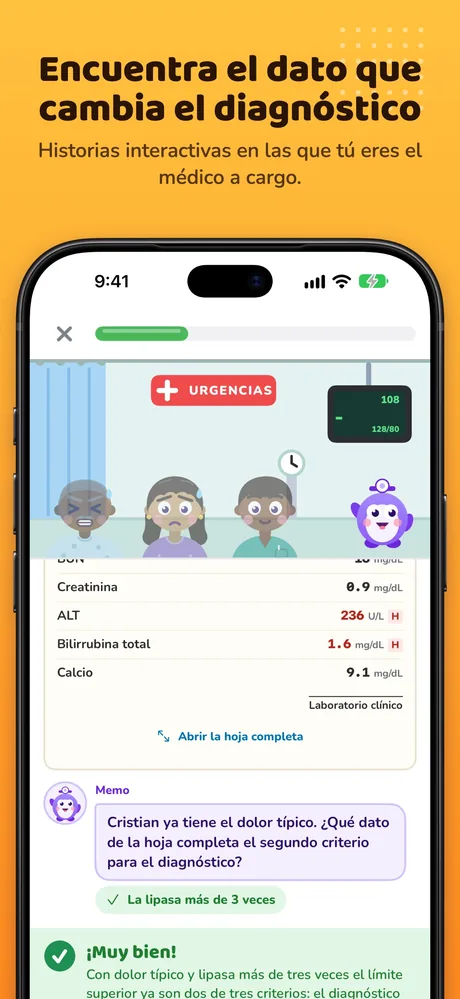 Encuentra el dato que
cambia el diagnóstico
Historias interactivas en las que tú eres el
médico a cargo.
9:41
URGENCIAS
108
128/80
BUN 18 mg/dL
Creatinina 0.9 mg/dL
ALT 236 U/L H
Bilirrubina total 1.6 mg/dL H
Calcio 9.1 mg/dL
Laboratorio clínico
Abrir la hoja completa
Memo
Cristian ya tiene el dolor típico. ¿Qué dato
de la hoja completa el segundo criterio
para el diagnóstico?
La lipasa más de 3 veces
¡Muy bien!
Con dolor típico y lipasa más de tres veces el límite
superior ya son dos de tres criterios: el diagnóstico